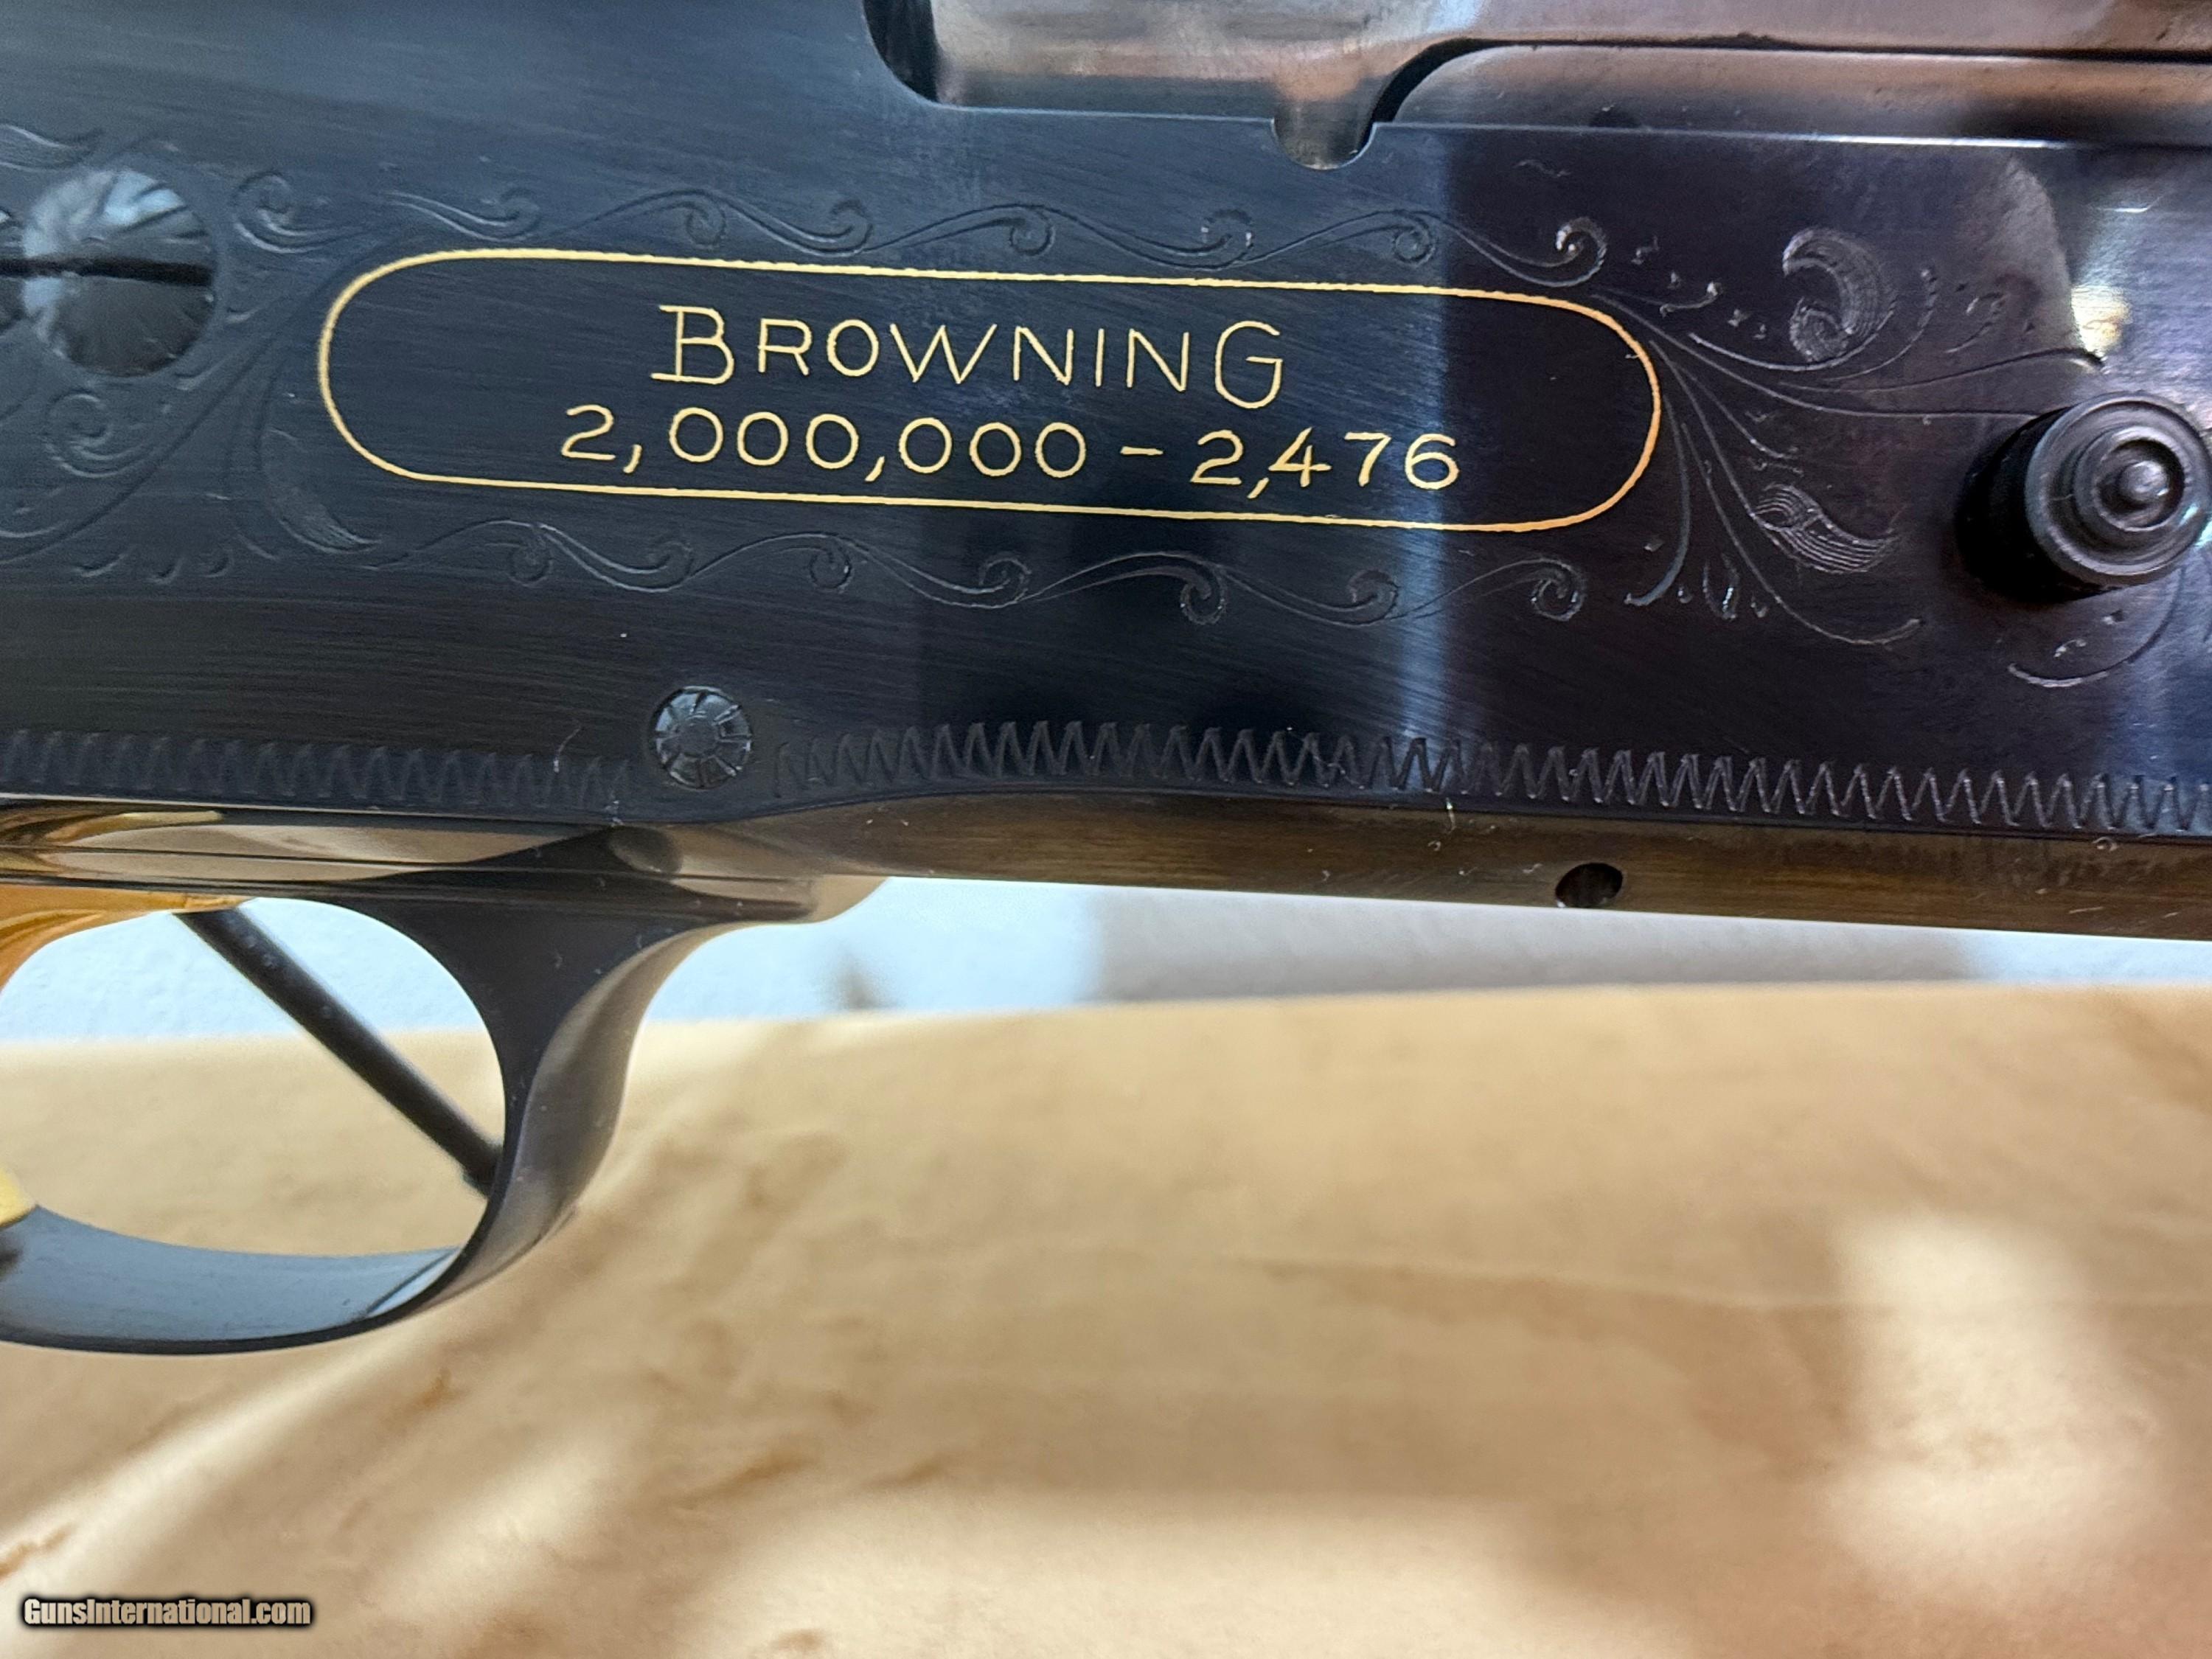 BROWNING
2,000,000 - 2,476
GunsInternational.com